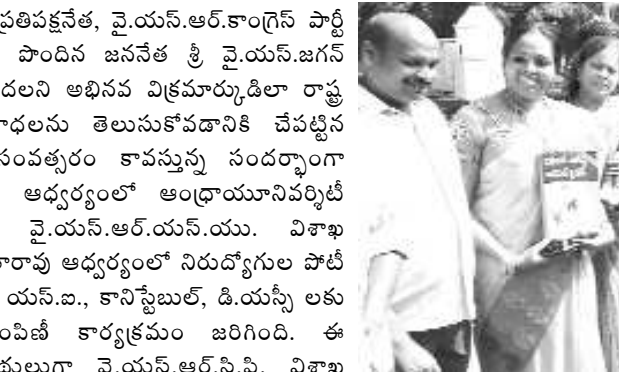 ప్రతిపక్షనేత, వై.యస్.ఆర్.కాంగ్రెస్ పార్టీ
పొందిన జననేత శ్రీ వై.యస్.జగన్
దలని అభినవ విక్రమార్కుడిలా రాష్ట్ర
ాధలను తెలుసుకోవడానికి చేపట్టిన
సంవత్సరం కావస్తున్న సందర్భంగా
ఆధ్వర్యంలో ఆంధ్రాయూనివర్శిటీ
వై.యస్.ఆర్.యస్.యు. విశాఖ
ారావు ఆధ్వర్యంలో నిరుద్యోగుల పోటీ
యస్.ఐ., కానిస్టేబుల్, డి.యస్సీ లకు
ంపిణీ కార్యక్రమం జరిగింది. ఈ
థులుగా వై.యస్.ఆర్.సి.పి. విశాఖ